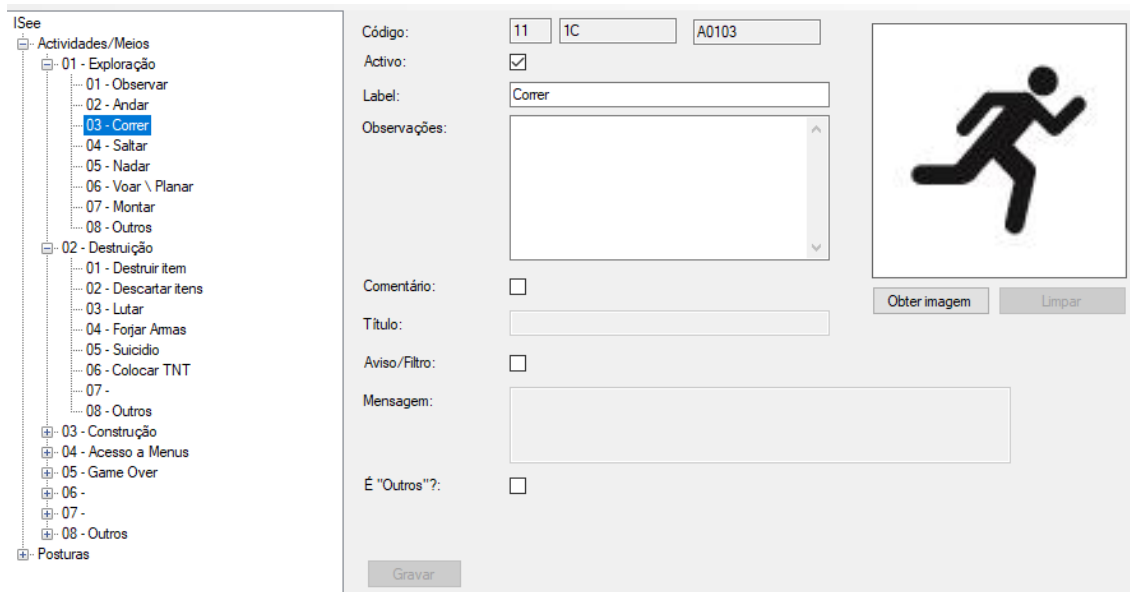 ISee
Actividades/Meios
01 - Exploração
01 - Observar
02 - Andar
03 - Correr
04 - Saltar
05 - Nadar
06 - Voar \ Planar
07 - Montar
08 - Outros
02 - Destruição
01 - Destruir item
02 - Descartar itens
03 - Lutar
04 - Forjar Armas
05 - Suicidio
06 - Colocar TNT
07 -
08 - Outros
03 - Construção
04 - Acesso a Menus
05 - Game Over
06 -
07 -
08 - Outros
Posturas
Código: 11 1C A0103
Activo:
Label: Correr
Observações:
Comentário:
Título:
Aviso/Filtro:
Mensagem:
É "Outros"?:
Gravar
Obter imagem Limpar